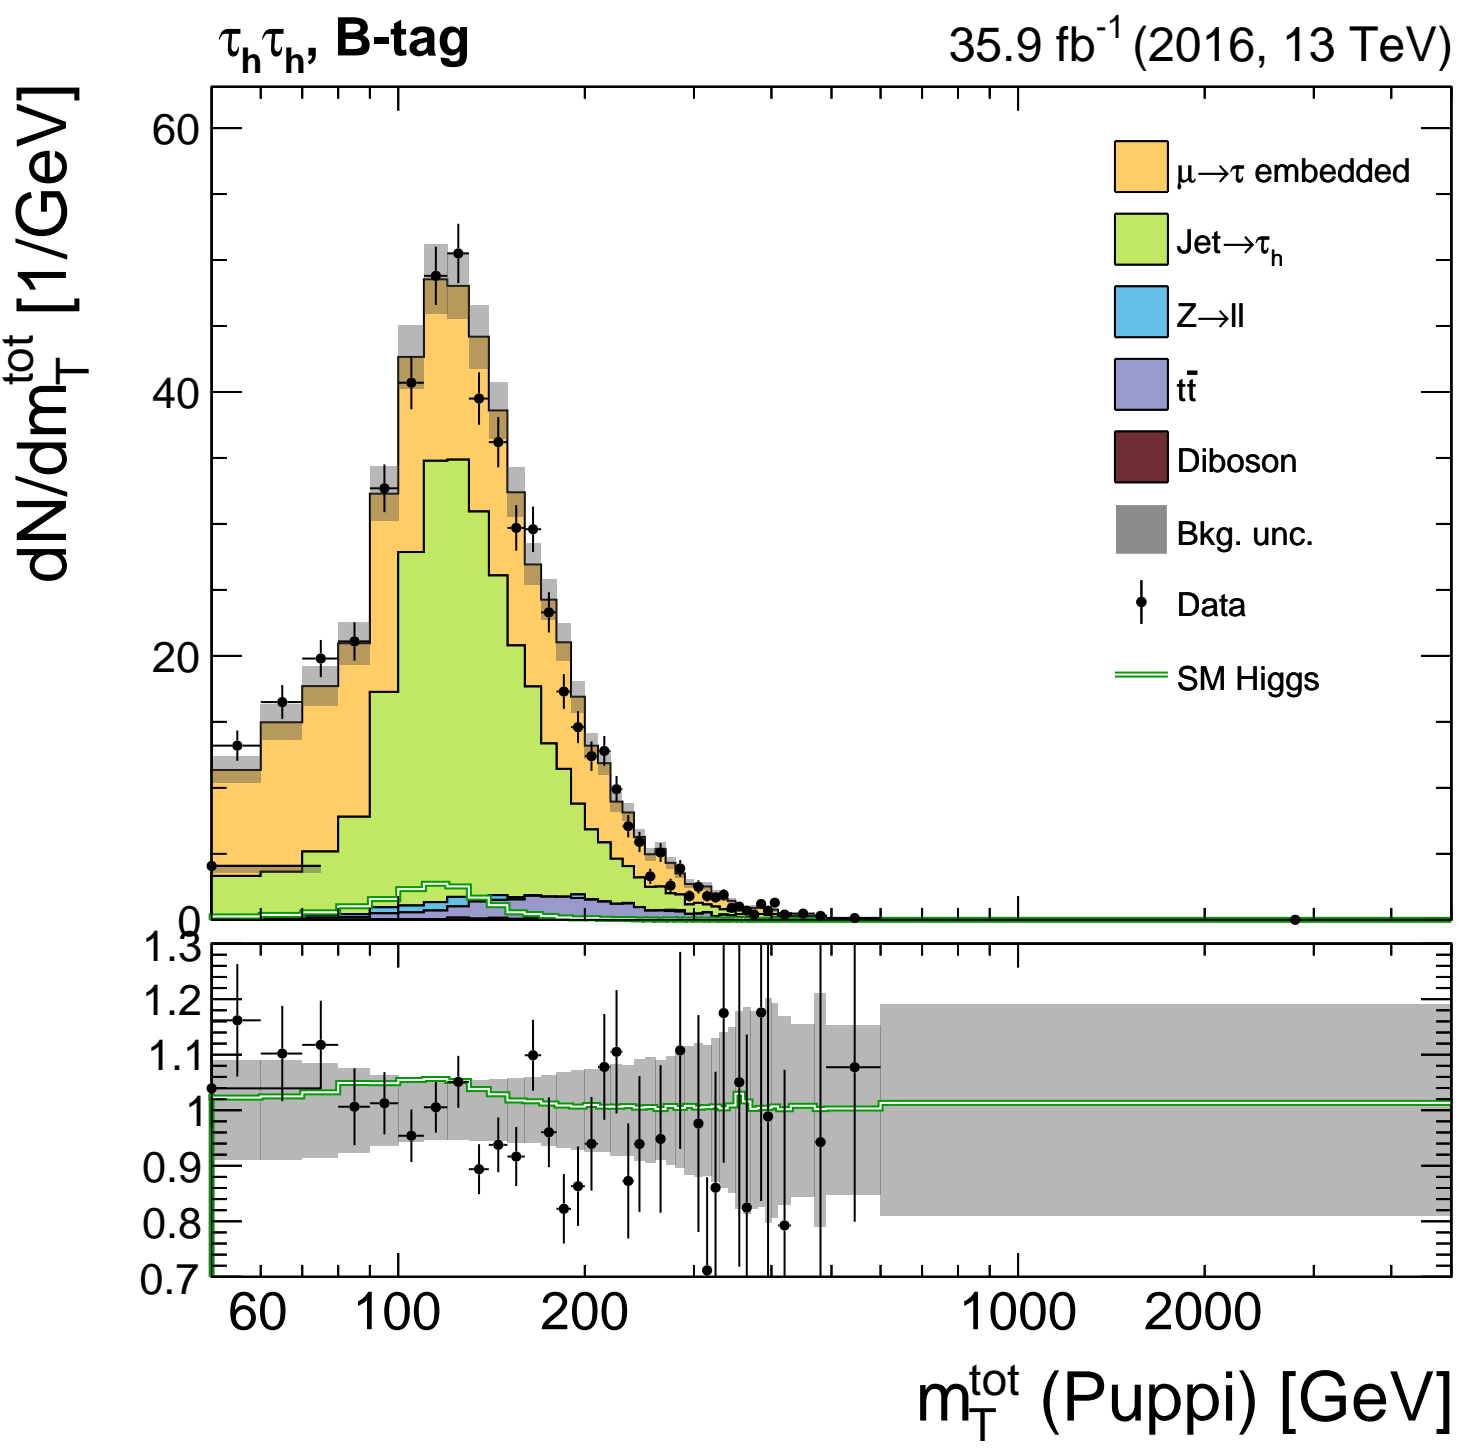 τhτh, B-tag
35.9 fb-1 (2016, 13 TeV)
dN/dmTtot [1/GeV]
60
40
20
0
μ→τ embedded
Jet→τh
Z→ll
tt̄
Diboson
Bkg. unc.
Data
SM Higgs
1.3
1.2
1.1
1
0.9
0.8
0.7
60 100 200 1000 2000
mTtot (Puppi) [GeV]